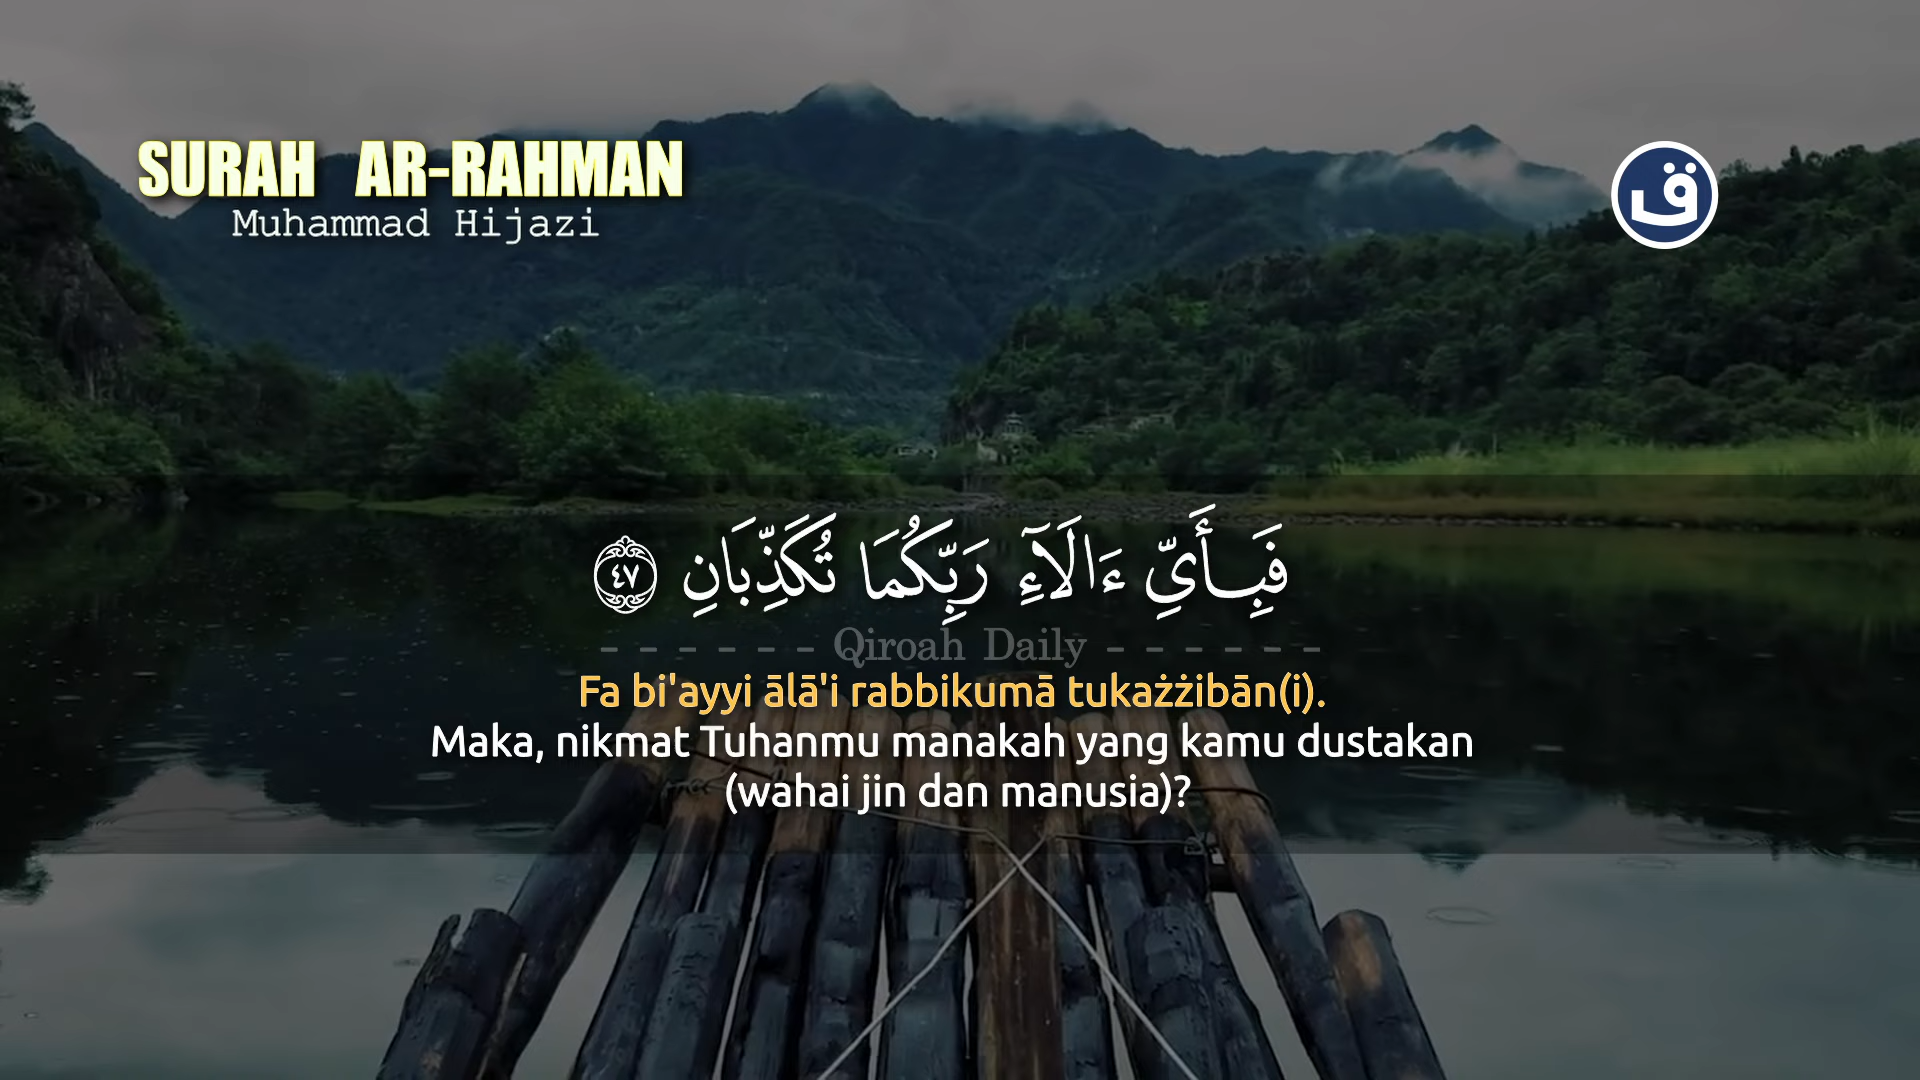 SURAH AR-RAHMAN
Muhammad Hijazi
ق
فَبِأَيِّ ءَالَآءِ رَبِّكُمَا تُكَذِّبَانِ ٤٧
- - - - - - Qiroah Daily - - - - - -
Fa bi'ayyi ālā'i rabbikumā tukażżibān(i).
Maka, nikmat Tuhanmu manakah yang kamu dustakan
(wahai jin dan manusia)?